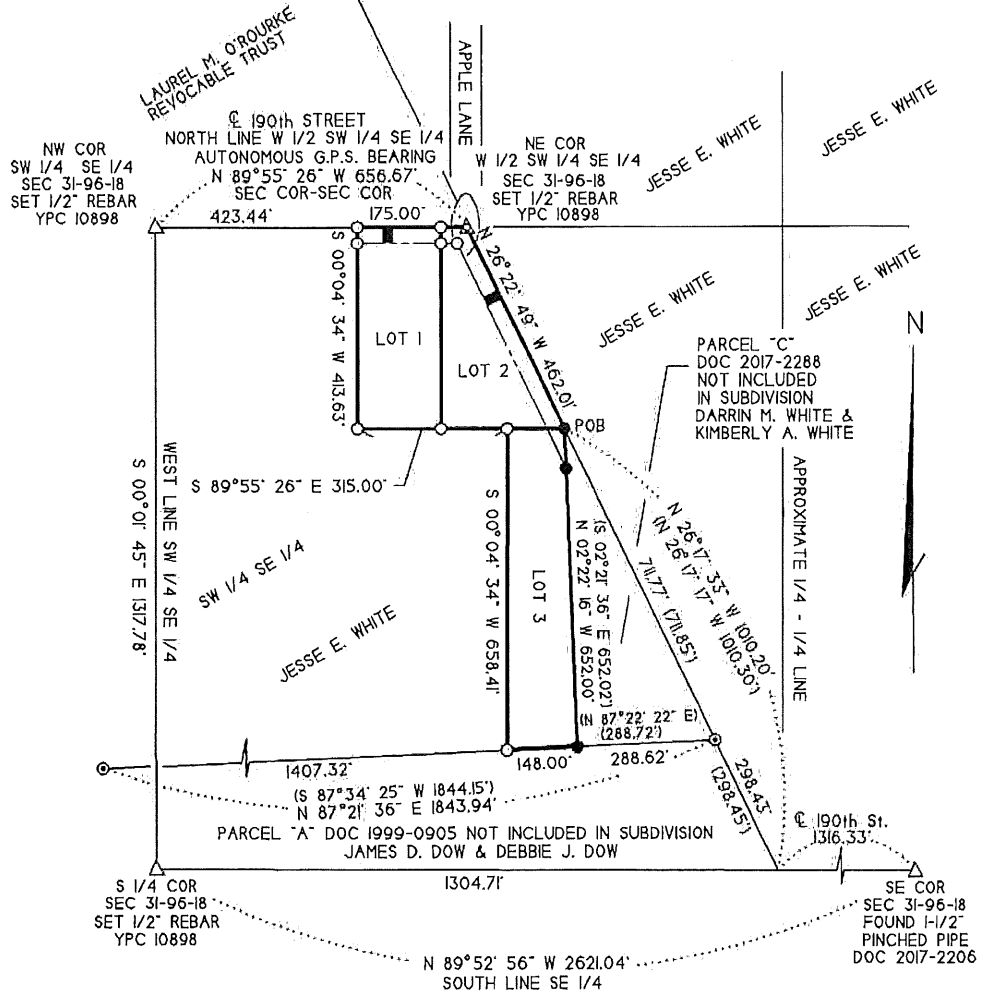 LAUREL M. O'ROURKE
REVOCABLE TRUST
APPLE LANE
JESSE E. WHITE
JESSE E. WHITE
℄ 190th STREET
NORTH LINE W 1/2 SW 1/4 SE 1/4
AUTONOMOUS G.P.S. BEARING
N 89°55' 26" W 656.67'
SEC COR-SEC COR
NW COR
SW 1/4 SE 1/4
SEC 31-96-18
SET 1/2" REBAR
YPC 10898
NE COR
W 1/2 SW 1/4 SE 1/4
SEC 31-96-18
SET 1/2" REBAR
YPC 10898
423.44'
175.00'
S 00°04' 34" W 413.63'
N 26°22' 49" W 462.01'
LOT 1
LOT 2
JESSE E. WHITE
JESSE E. WHITE
N
PARCEL "C"
DOC 2017-2288
NOT INCLUDED
IN SUBDIVISION
DARRIN M. WHITE &
KIMBERLY A. WHITE
POB
S 89°55' 26" E 315.00'
WEST LINE SW 1/4 SE 1/4
S 00°01' 45" E 1317.78'
SW 1/4 SE 1/4
JESSE E. WHITE
S 00°04' 34" W 658.41'
LOT 3
(S 02°21' 36" E 652.02')
N 02°22' 16" W 652.00'
711.77' (711.85')
N 26°17' 33" W 1010.20'
(N 26°17' 17" W 1010.30')
APPROXIMATE 1/4 - 1/4 LINE
(N 87°22' 22" E)
(288.72')
1407.32'
148.00'
288.62'
298.43'
(298.45')
(S 87°34' 25" W 1844.15')
N 87°21' 36" E 1843.94'
PARCEL "A" DOC 1999-0905 NOT INCLUDED IN SUBDIVISION
JAMES D. DOW & DEBBIE J. DOW
℄ 190th St.
1316.33'
1304.71'
S 1/4 COR
SEC 31-96-18
SET 1/2" REBAR
YPC 10898
SE COR
SEC 31-96-18
FOUND 1-1/2"
PINCHED PIPE
DOC 2017-2206
N 89°52' 56" W 2621.04'
SOUTH LINE SE 1/4